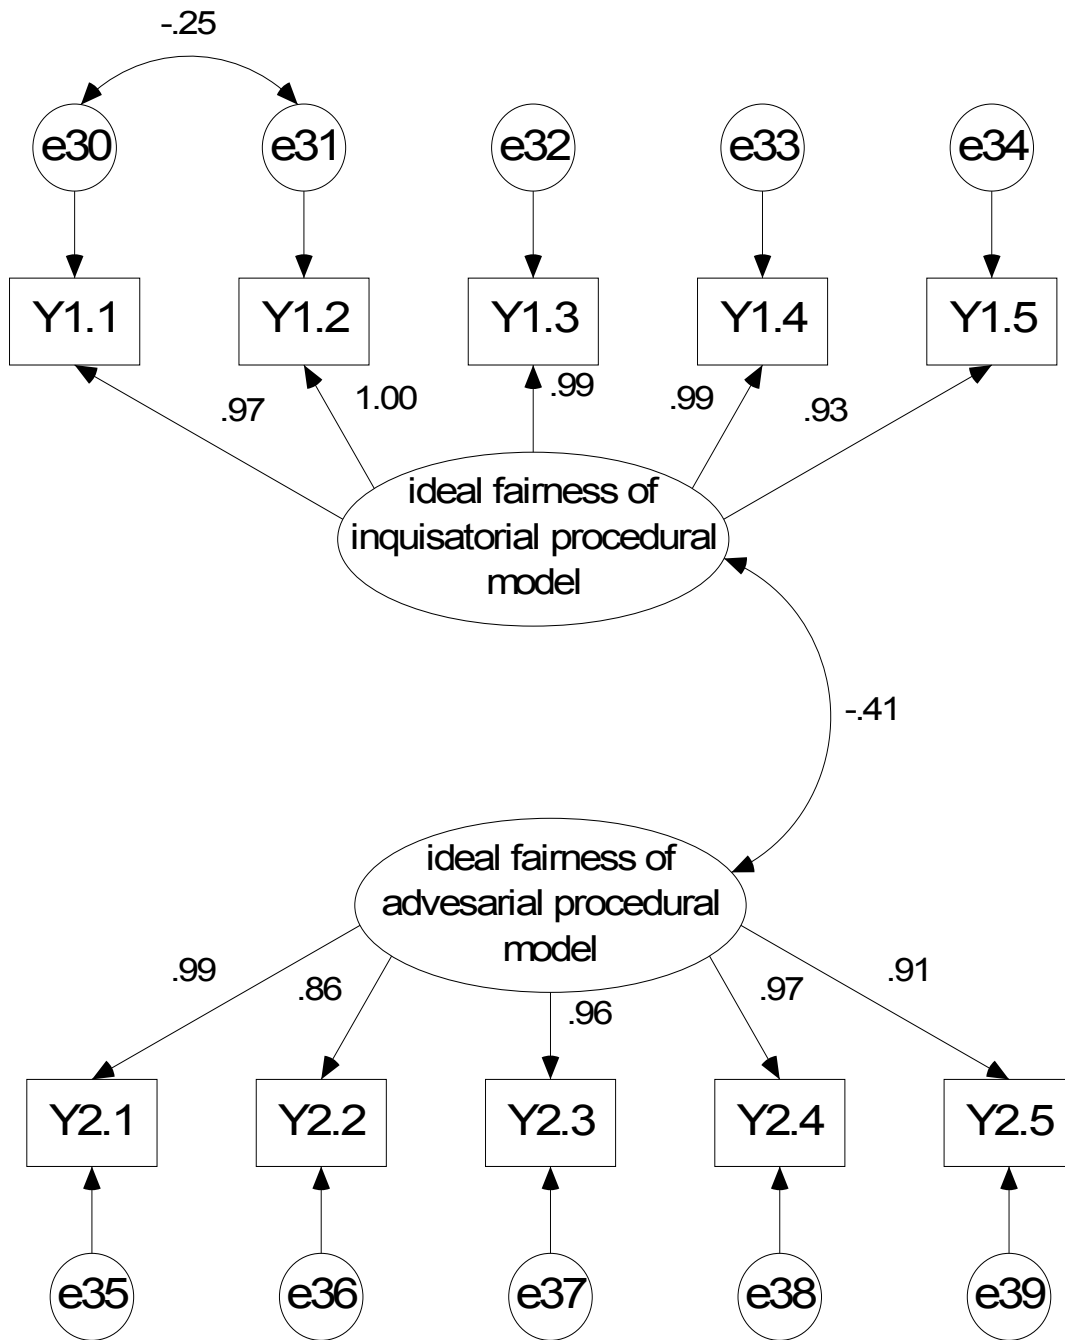 -.25
e30 e31 e32 e33 e34
Y1.1 Y1.2 Y1.3 Y1.4 Y1.5
.97 1.00 .99 .99 .93
ideal fairness of
inquisatorial procedural
model
-.41
ideal fairness of
advesarial procedural
model
.99 .86 .96 .97 .91
Y2.1 Y2.2 Y2.3 Y2.4 Y2.5
e35 e36 e37 e38 e39